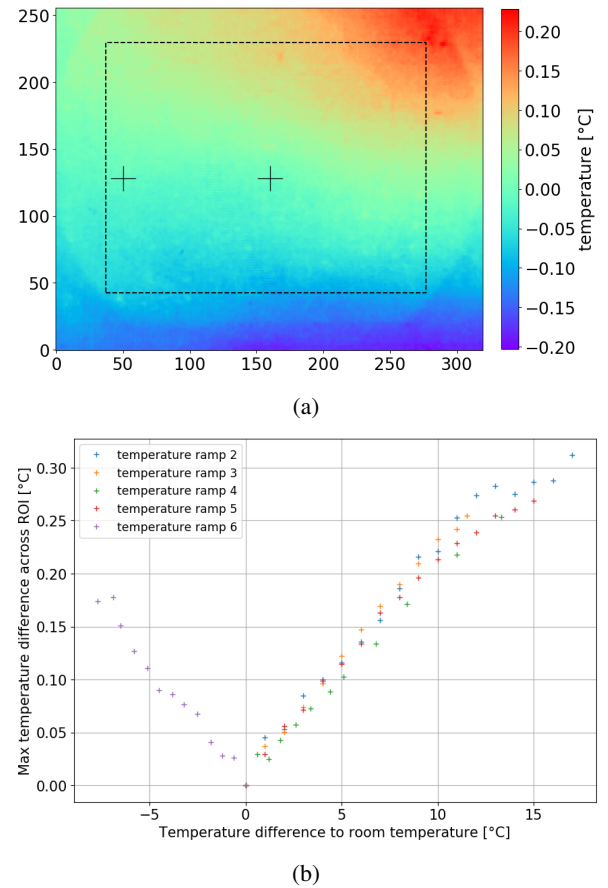 250
200
150
100
50
0
0 50 100 150 200 250 300
0.20
0.15
0.10
0.05
0.00
−0.05
−0.10
−0.15
−0.20
temperature [°C]
(a)
temperature ramp 2
temperature ramp 3
temperature ramp 4
temperature ramp 5
temperature ramp 6
Max temperature difference across ROI [°C]
0.30
0.25
0.20
0.15
0.10
0.05
0.00
−5 0 5 10 15
Temperature difference to room temperature [°C]
(b)